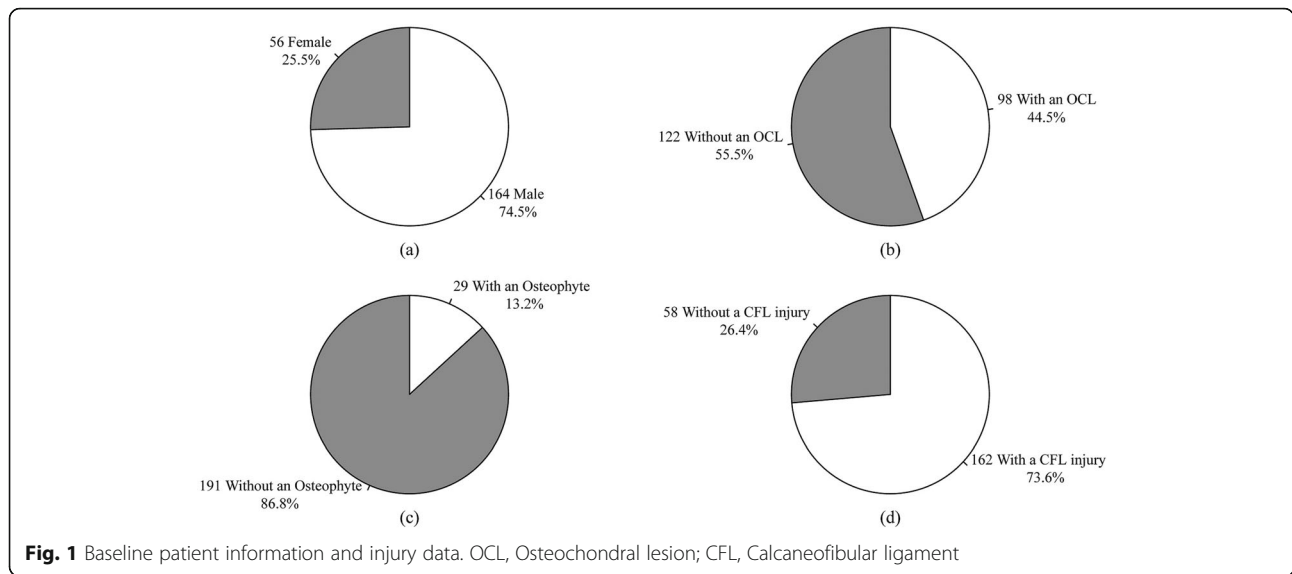 56 Female
25.5%
164 Male
74.5%
(a)
98 With an OCL
44.5%
122 Without an OCL
55.5%
(b)
29 With an Osteophyte
13.2%
191 Without an Osteophyte
86.8%
(c)
58 Without a CFL injury
26.4%
162 With a CFL injury
73.6%
(d)
Fig. 1 Baseline patient information and injury data. OCL, Osteochondral lesion; CFL, Calcaneofibular ligament